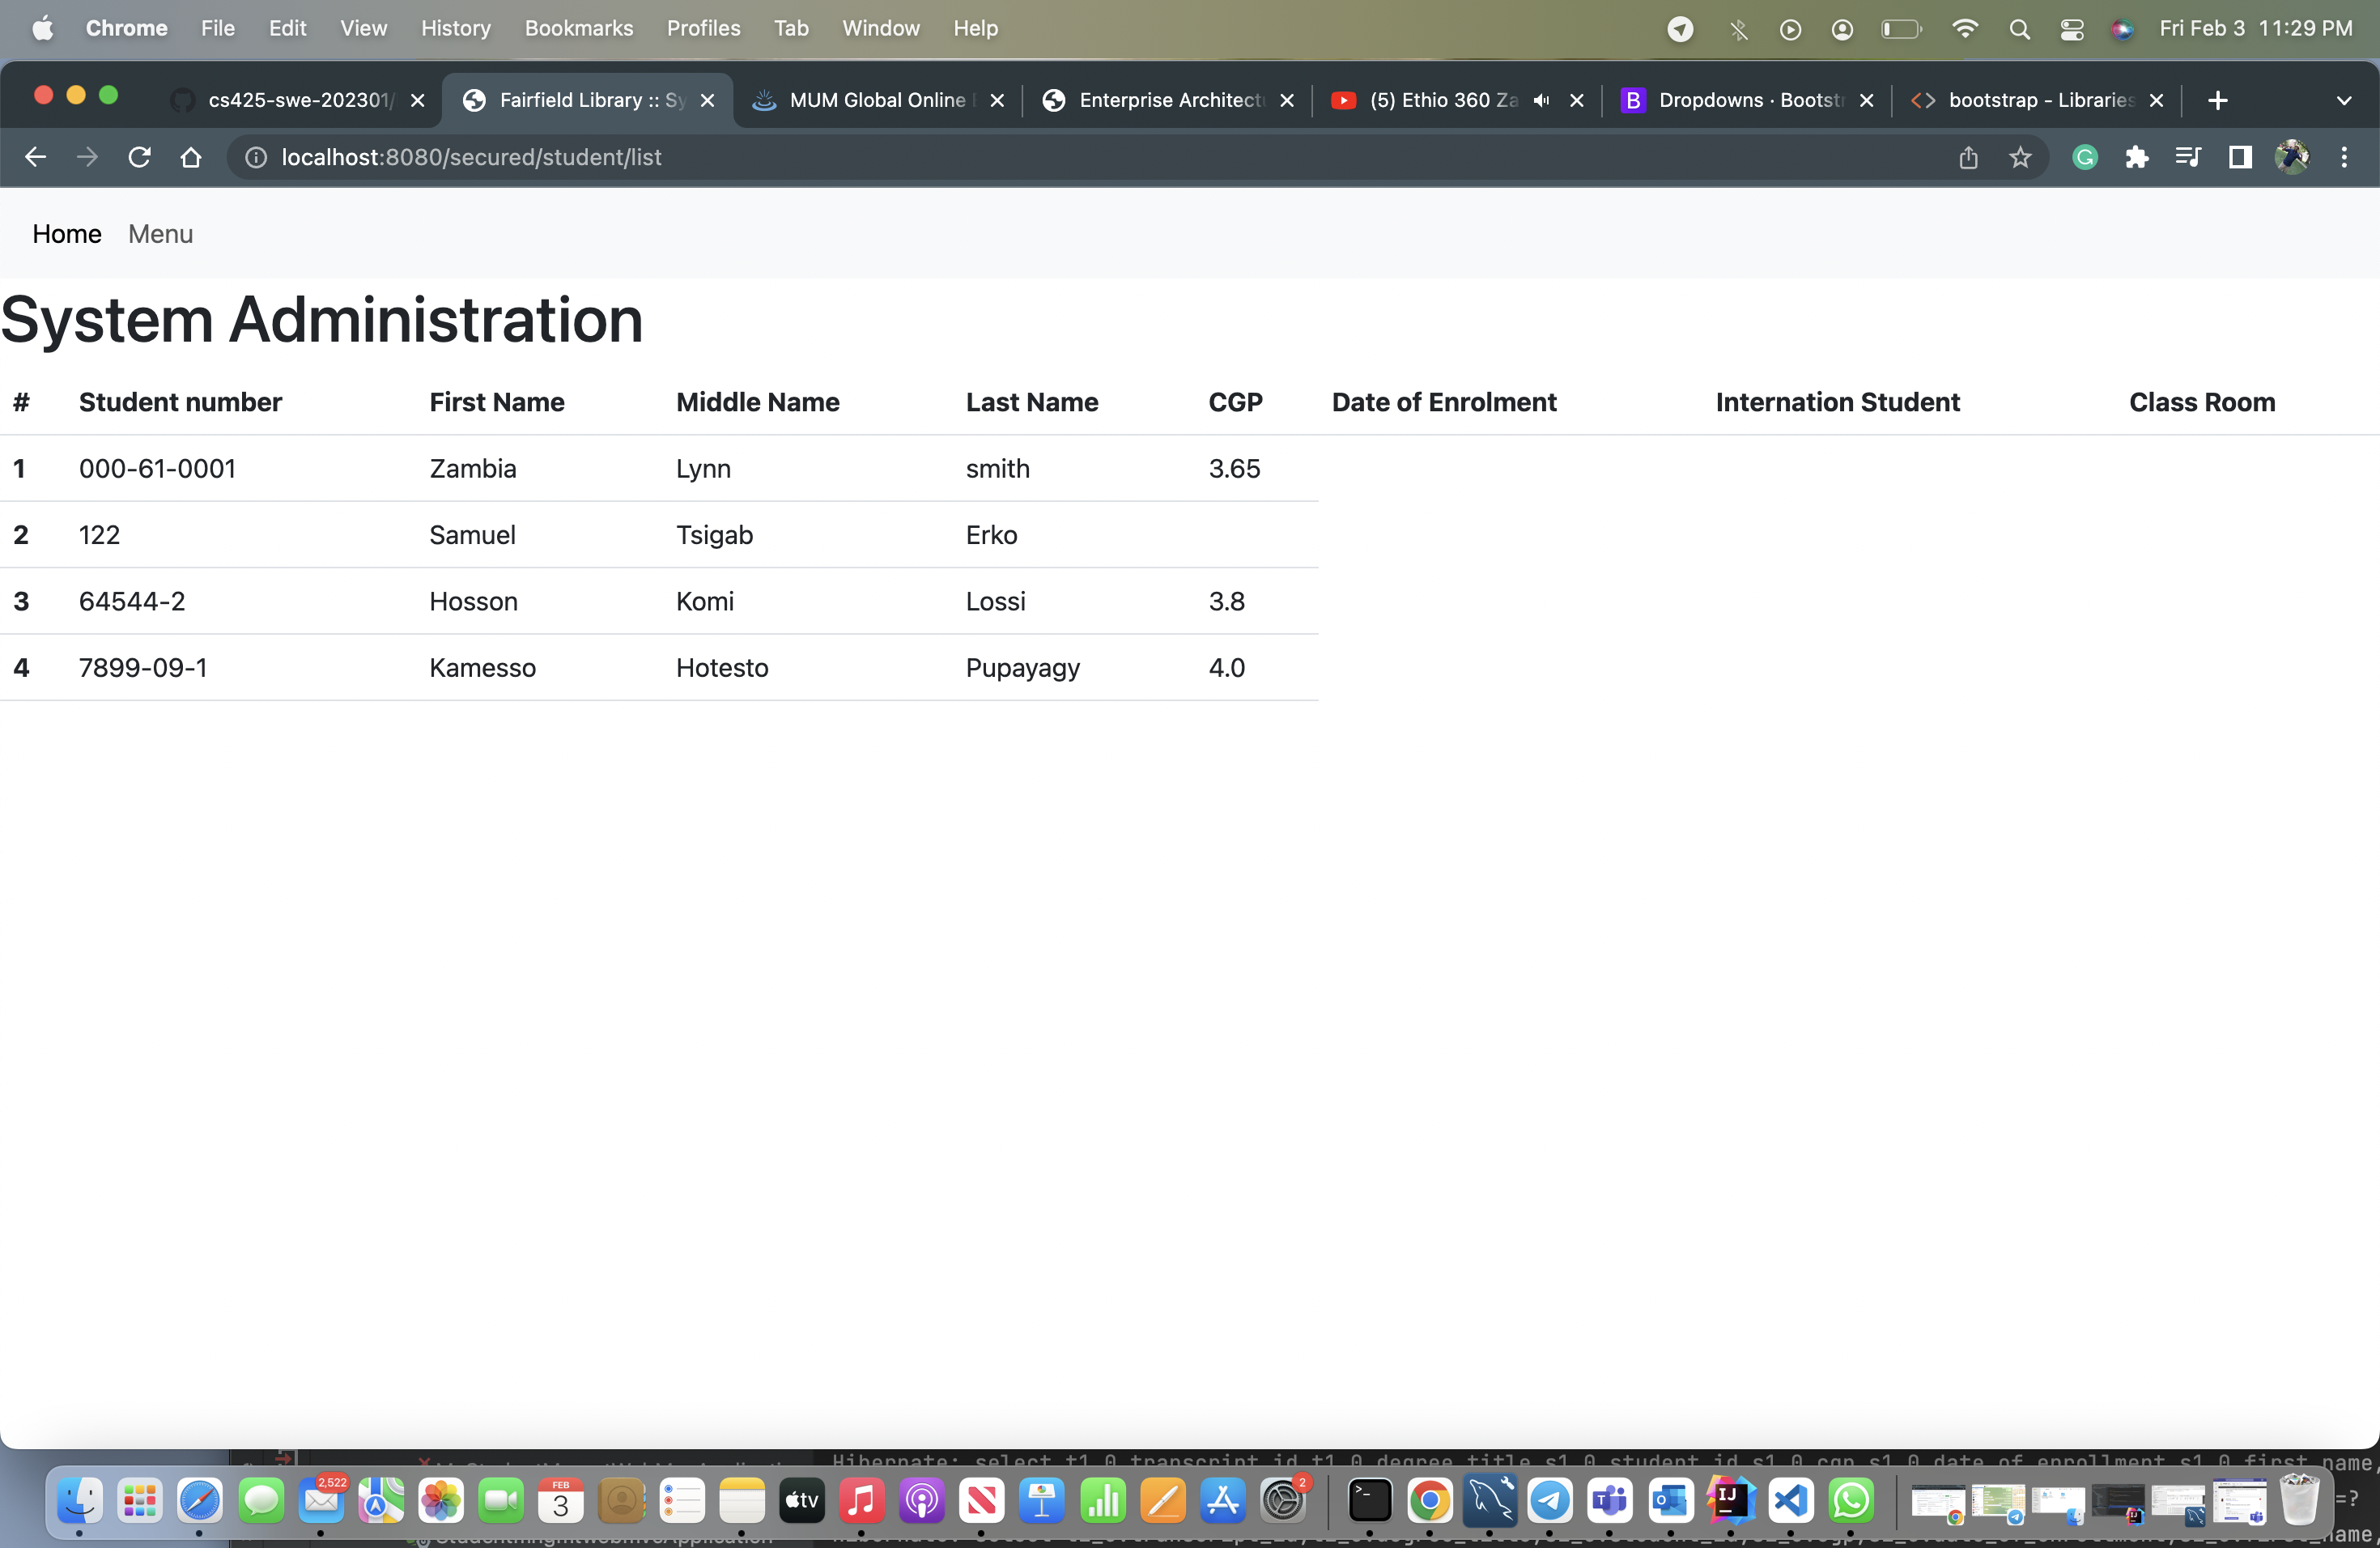 Chrome File Edit View History Bookmarks Profiles Tab Window Help Fri Feb 3 11:29 PM
cs425-swe-202301/ Fairfield Library :: Sy MUM Global Online Enterprise Architect (5) Ethio 360 Za B Dropdowns · Bootst bootstrap - Libraries
localhost:8080/secured/student/list
Home Menu
System Administration
# Student number First Name Middle Name Last Name CGP Date of Enrolment Internation Student Class Room
1 000-61-0001 Zambia Lynn smith 3.65
2 122 Samuel Tsigab Erko
3 64544-2 Hosson Komi Lossi 3.8
4 7899-09-1 Kamesso Hotesto Pupayagy 4.0
Hibernate: select t1_0.transcript_id,t1_0.degree_title,s1_0.student_id,s1_0.cgp,s1_0.date_of_enrollment,s1_0.first_name,
2,522 FEB 3 tv 2 IJ
=?